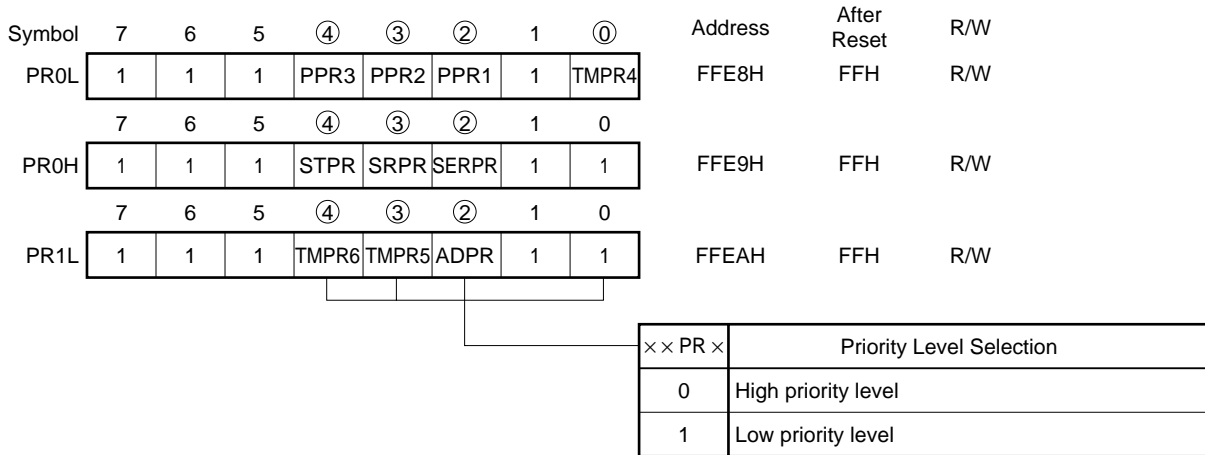 Symbol 7 6 5 ④ ③ ② 1 ⓪ Address After Reset R/W
PR0L 1 1 1 PPR3 PPR2 PPR1 1 TMPR4 FFE8H FFH R/W
7 6 5 ④ ③ ② 1 0
PR0H 1 1 1 STPR SRPR SERPR 1 1 FFE9H FFH R/W
7 6 5 ④ ③ ② 1 0
PR1L 1 1 1 TMPR6 TMPR5 ADPR 1 1 FFEAH FFH R/W
×× PR × Priority Level Selection
0 High priority level
1 Low priority level